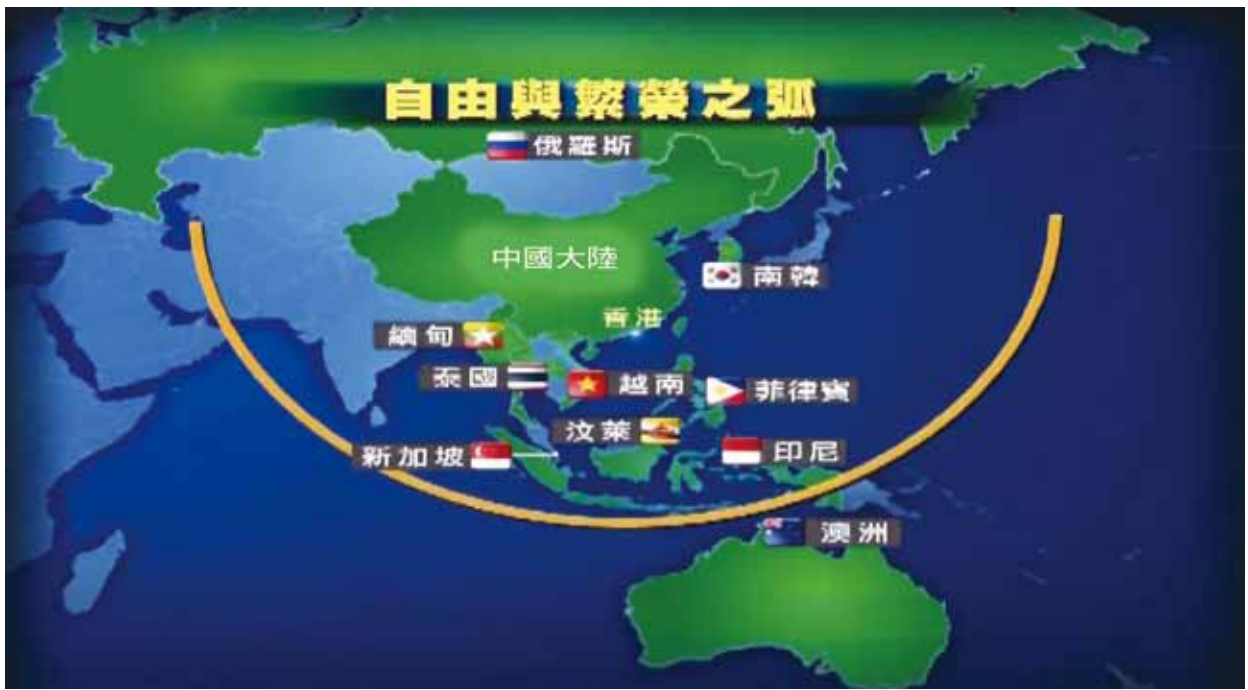 自由與繁榮之弧
俄羅斯
中國大陸
南韓
香港
緬甸
泰國
越南
菲律賓
汶萊
新加坡
印尼
澳洲